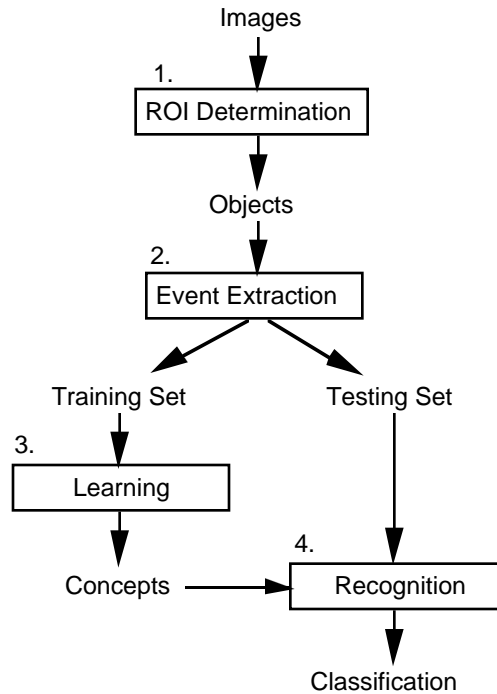 Images
1.
ROI Determination
Objects
2.
Event Extraction
Training Set
Testing Set
3.
Learning
4.
Concepts
Recognition
Classification